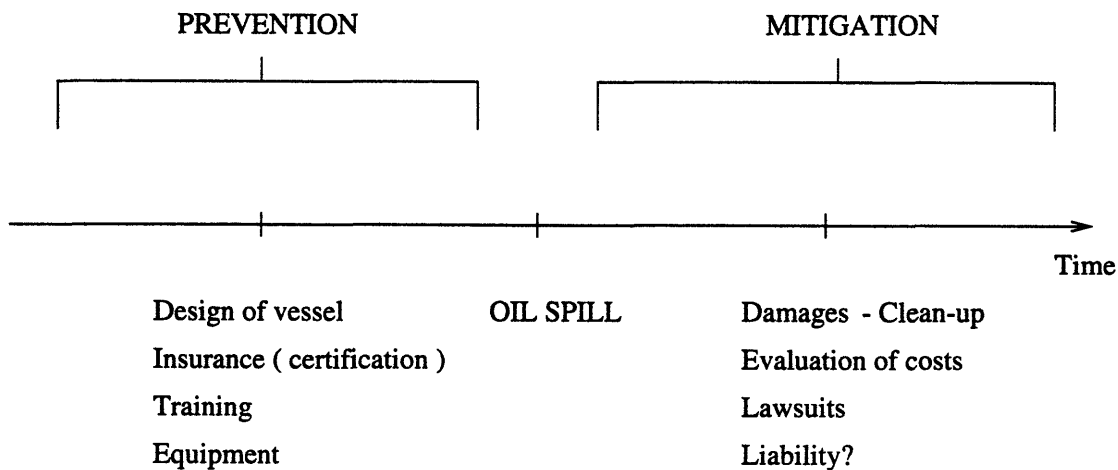 PREVENTION MITIGATION
Time
Design of vessel OIL SPILL Damages - Clean-up
Insurance ( certification ) Evaluation of costs
Training Lawsuits
Equipment Liability?